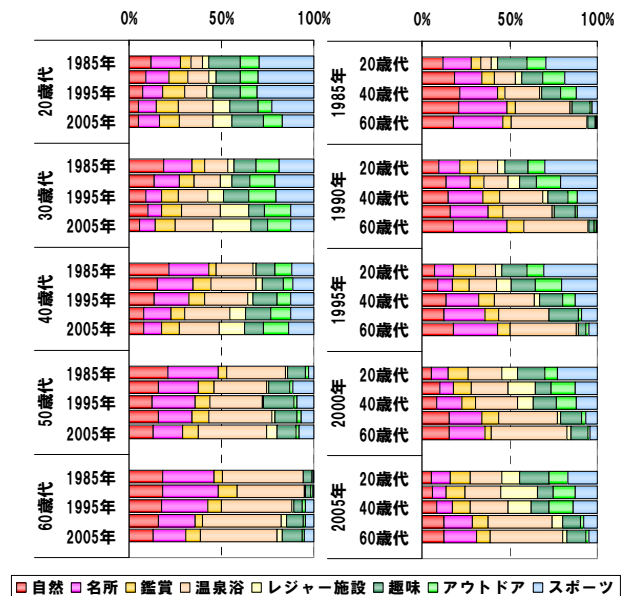 0% 50% 100%
20歳代
1985年
1995年
2005年
30歳代
1985年
1995年
2005年
40歳代
1985年
1995年
2005年
50歳代
1985年
1995年
2005年
60歳代
1985年
1995年
2005年
0% 50% 100%
1985年
20歳代
40歳代
60歳代
1990年
20歳代
40歳代
60歳代
1995年
20歳代
40歳代
60歳代
2000年
20歳代
40歳代
60歳代
2005年
20歳代
40歳代
60歳代
自然 名所 鑑賞 温泉浴 レジャー施設 趣味 アウトドア スポーツ